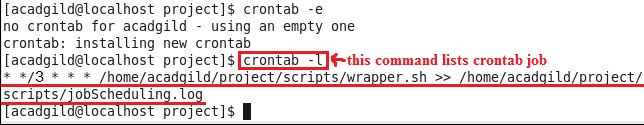 [acadgild@localhost project]$ crontab -e
no crontab for acadgild - using an empty one
crontab: installing new crontab
[acadgild@localhost project]$ crontab -l this command lists crontab job
* */3 * * * /home/acadgild/project/scripts/wrapper.sh >> /home/acadgild/project/
scripts/jobScheduling.log
[acadgild@localhost project]$